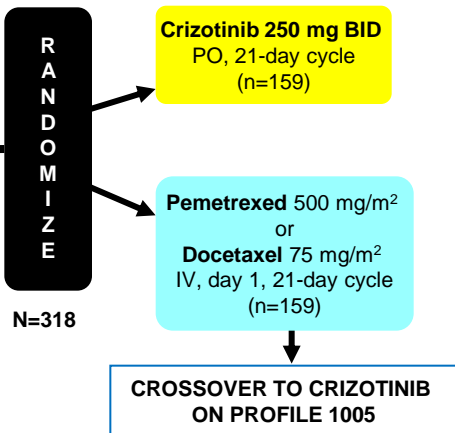 RANDOMIZE
Crizotinib 250 mg BID
PO, 21-day cycle
(n=159)
Pemetrexed 500 mg/m²
or
Docetaxel 75 mg/m²
IV, day 1, 21-day cycle
(n=159)
N=318
CROSSOVER TO CRIZOTINIB
ON PROFILE 1005